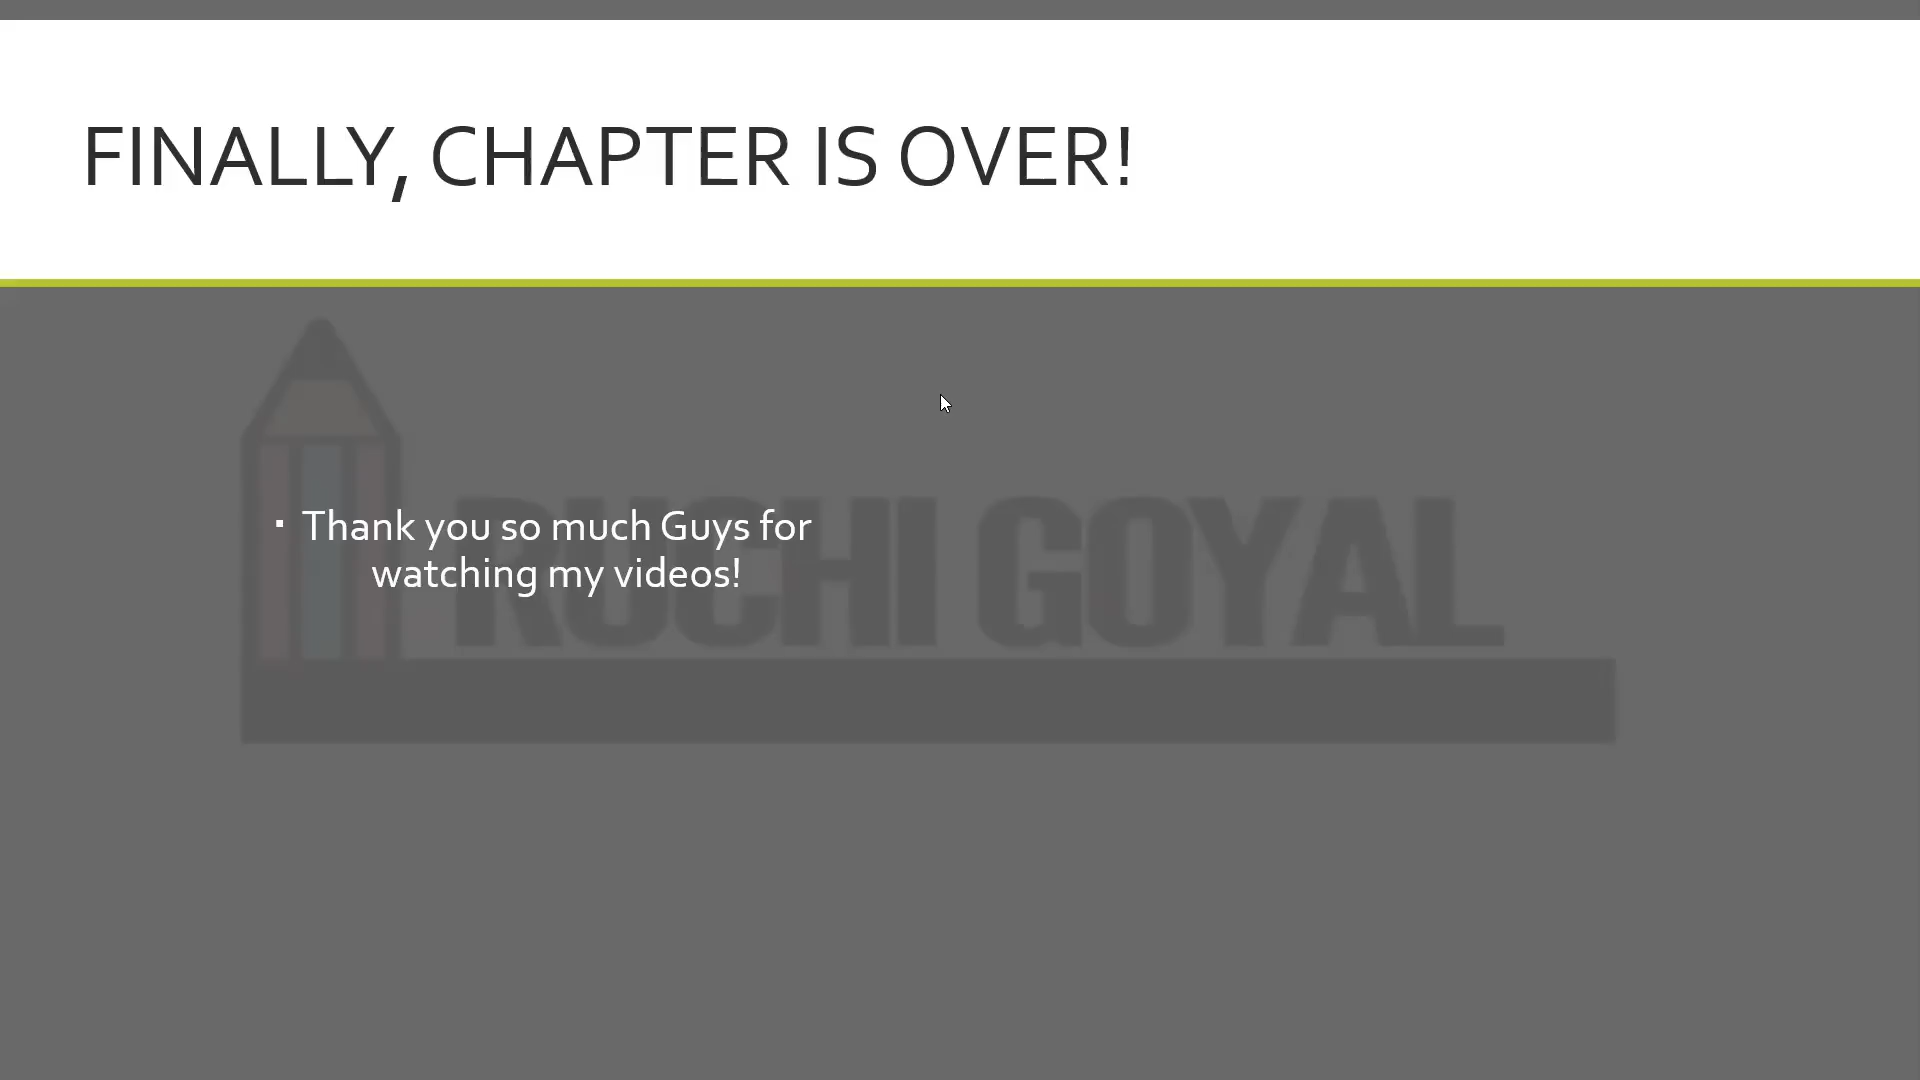 FINALLY, CHAPTER IS OVER!
▪ Thank you so much Guys for
watching my videos!
RUCHI GOYAL